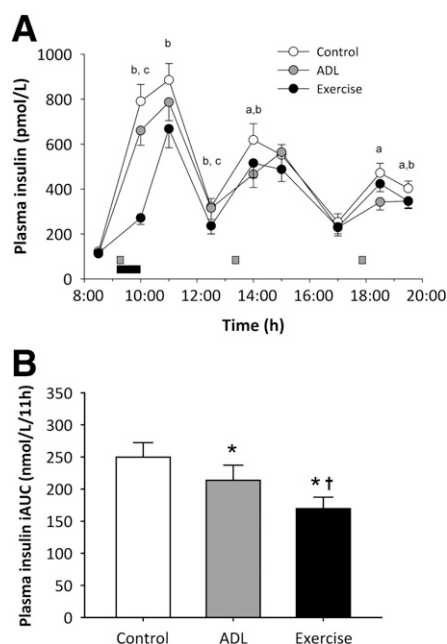 A
Plasma insulin (pmol/L)
1000
800
600
400
200
0
b, c
b
b, c
a,b
a
a,b
Control
ADL
Exercise
8:00
10:00
12:00
14:00
16:00
18:00
20:00
Time (h)
B
Plasma insulin iAUC (nmol/L/11h)
350
300
250
200
150
100
50
0
*
* †
Control
ADL
Exercise